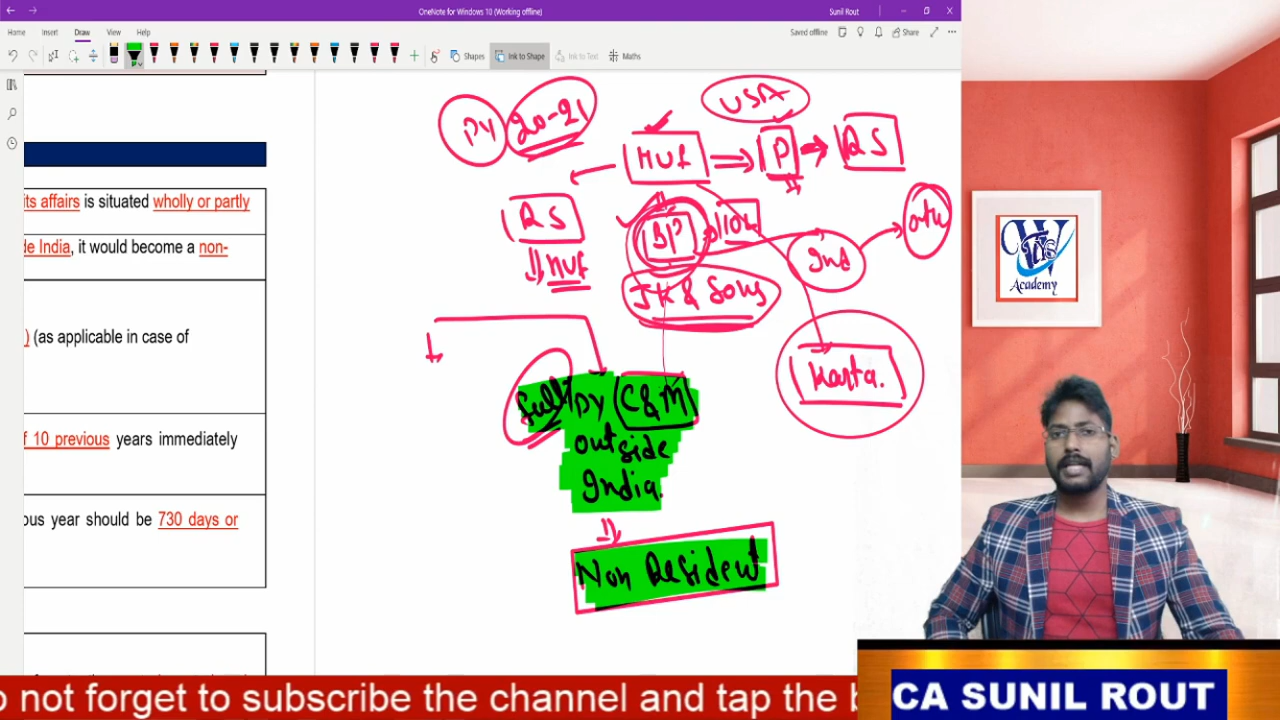 OneNote for Windows 10 (Working offline)
Sunil Rout
Home Insert Draw View Help
Saved offline
Share
Shapes
Ink to Shape
Ink to Text
Maths
its affairs is situated wholly or partly
de India, it would become a non-
) (as applicable in case of
f 10 previous years immediately
ous year should be 730 days or
PY
20-21
USA
HUF
P
RS
RS
HUF
BP
JK & Sons
Ind
Karta.
full PY C&M
outside
India.
Non Resident
Academy
o not forget to subscribe the channel and tap the b
CA SUNIL ROUT